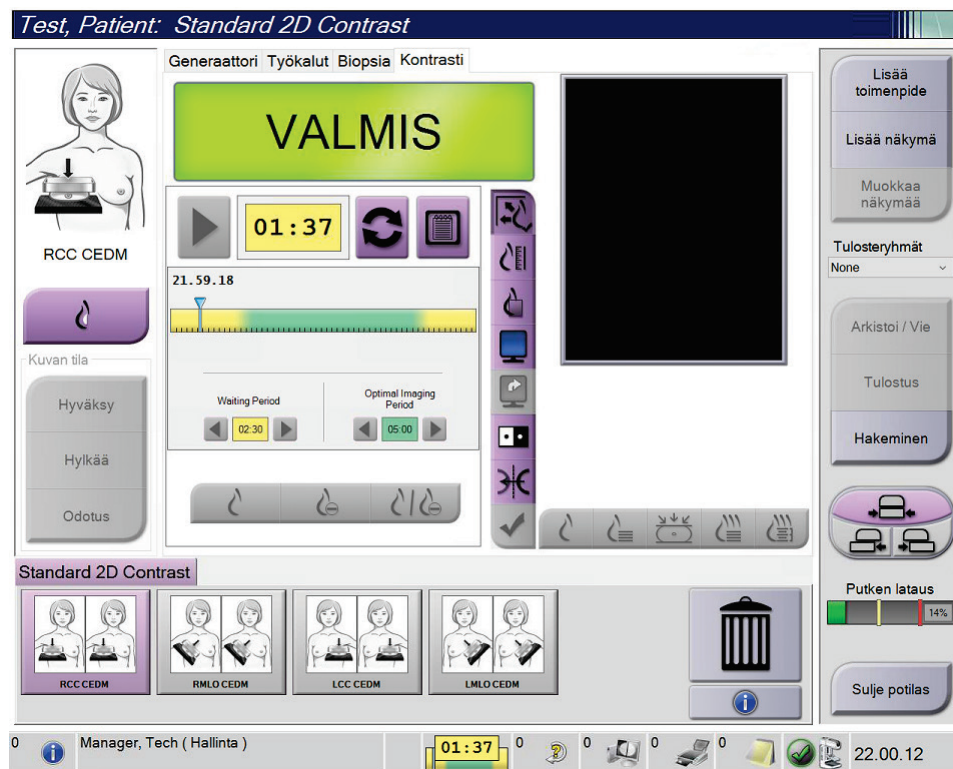 Test, Patient: Standard 2D Contrast
Generaattori Työkalut Biopsia Kontrasti
VALMIS
RCC CEDM
01:37
21.59.18
Waiting Period
Optimal Imaging
Period
02:30
05:00
Kuvan tila
Hyväksy
Hylkää
Odotus
Lisää
toimenpide
Lisää näkymä
Muokkaa
näkymää
Tulosteryhmät
None
Arkistoi / Vie
Tulostus
Hakeminen
Putken lataus
14%
Sulje potilas
Standard 2D Contrast
RCC CEDM
RMLO CEDM
LCC CEDM
LMLO CEDM
0
Manager, Tech ( Hallinta )
01:37
0
0
0
0
22.00.12